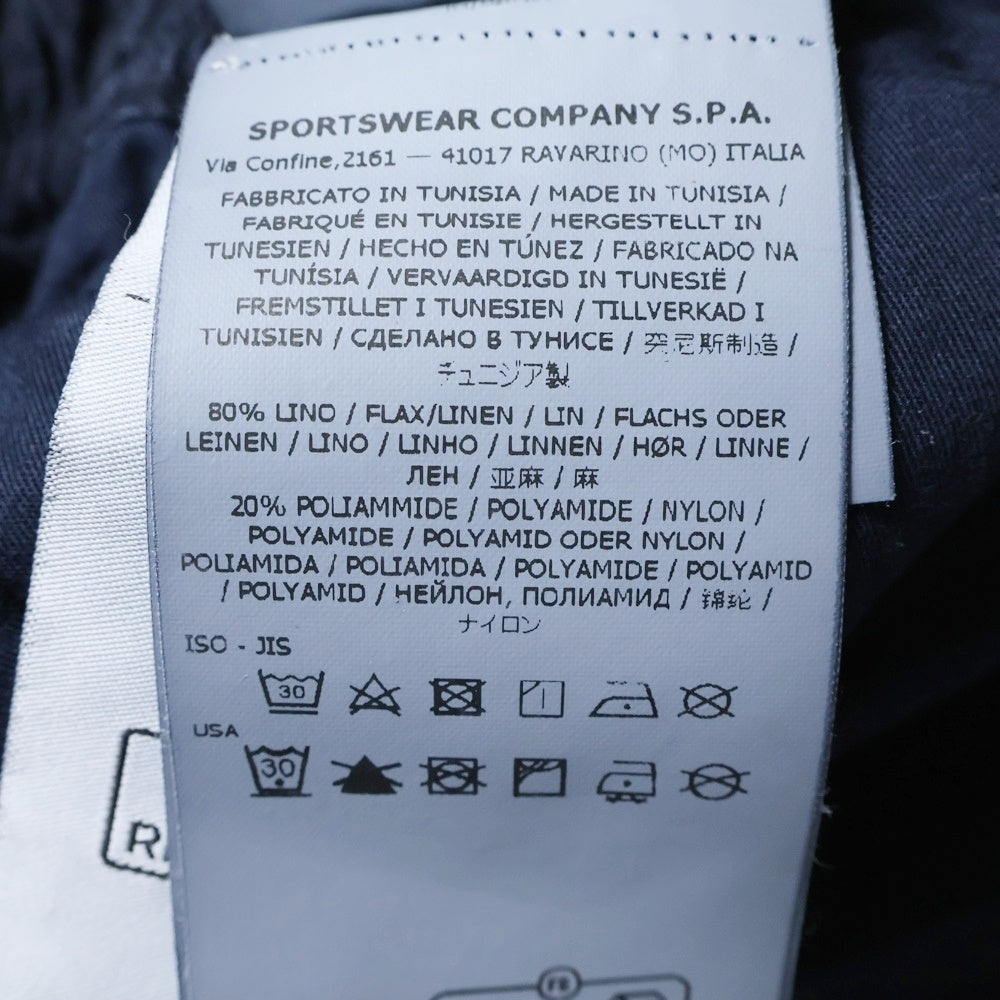 SPORTSWEAR COMPANY S.P.A.
Via Confine,2161 — 41017 RAVARINO (MO) ITALIA
FABBRICATO IN TUNISIA / MADE IN TUNISIA /
FABRIQUÉ EN TUNISIE / HERGESTELLT IN
TUNESIEN / HECHO EN TÚNEZ / FABRICADO NA
TUNÍSIA / VERVAARDIGD IN TUNESIË /
FREMSTILLET I TUNESIEN / TILLVERKAD I
TUNISIEN / СДЕЛАНО В ТУНИСЕ / 突尼斯制造 /
チュニジア製
80% LINO / FLAX/LINEN / LIN / FLACHS ODER
LEINEN / LINO / LINHO / LINNEN / HØR / LINNE /
ЛЕН / 亚麻 / 麻
20% POLIAMMIDE / POLYAMIDE / NYLON /
POLYAMIDE / POLYAMID ODER NYLON /
POLIAMIDA / POLIAMIDA / POLYAMIDE / POLYAMID
/ POLYAMID / НЕЙЛОН, ПОЛИАМИД / 锦纶 /
ナイロン
ISO - JIS
30
USA
30
FB